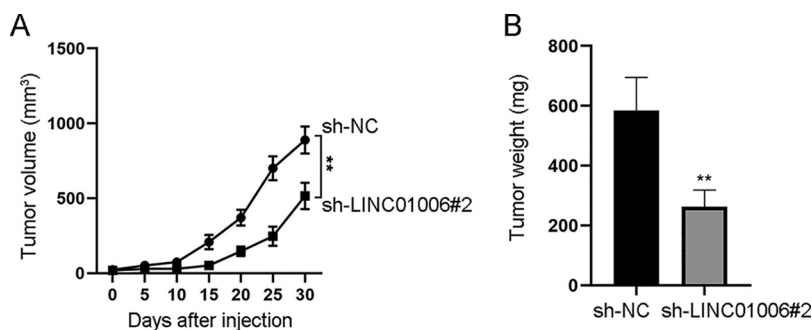 A
Tumor volume (mm³)
1500
1000
500
0
0 5 10 15 20 25 30
Days after injection
sh-NC
**
sh-LINC01006#2
B
Tumor weight (mg)
800
600
400
200
0
**
sh-NC sh-LINC01006#2